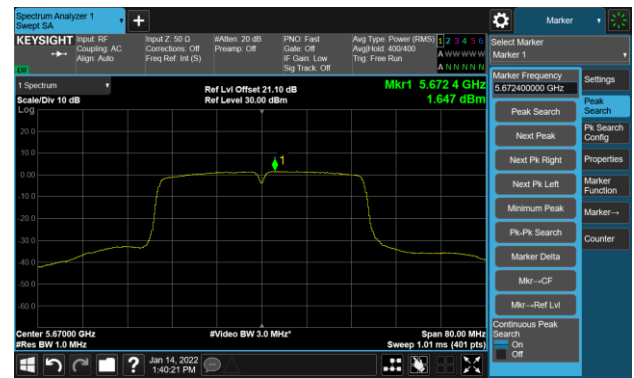 Spectrum Analyzer 1
Swept SA
Marker
KEYSIGHT
Input: RF
Coupling: AC
Align: Auto
Input Z: 50 Ω
Corrections: Off
Freq Ref: Int (S)
#Atten: 20 dB
Preamp: Off
PNO: Fast
Gate: Off
IF Gain: Low
Sig Track: Off
Avg Type: Power (RMS)
Avg|Hold: 400/400
Trig: Free Run
1 2 3 4 5 6
A W W W W W
A N N N N N
Select Marker
Marker 1
1 Spectrum
Scale/Div 10 dB
Log
Ref Lvl Offset 21.10 dB
Ref Level 30.00 dBm
Mkr1 5.672 4 GHz
1.647 dBm
20.0
10.0
0.00
-10.0
-20.0
-30.0
-40.0
-50.0
-60.0
1
Center 5.67000 GHz
#Res BW 1.0 MHz
#Video BW 3.0 MHz*
Span 80.00 MHz
Sweep 1.01 ms (401 pts)
Marker Frequency
5.672400000 GHz
Peak Search
Next Peak
Next Pk Right
Next Pk Left
Minimum Peak
Pk-Pk Search
Marker Delta
Mkr→CF
Mkr→Ref Lvl
Continuous Peak
Search
On
Off
Settings
Peak
Search
Pk Search
Config
Properties
Marker
Function
Marker→
Counter
Jan 14, 2022
1:40:21 PM